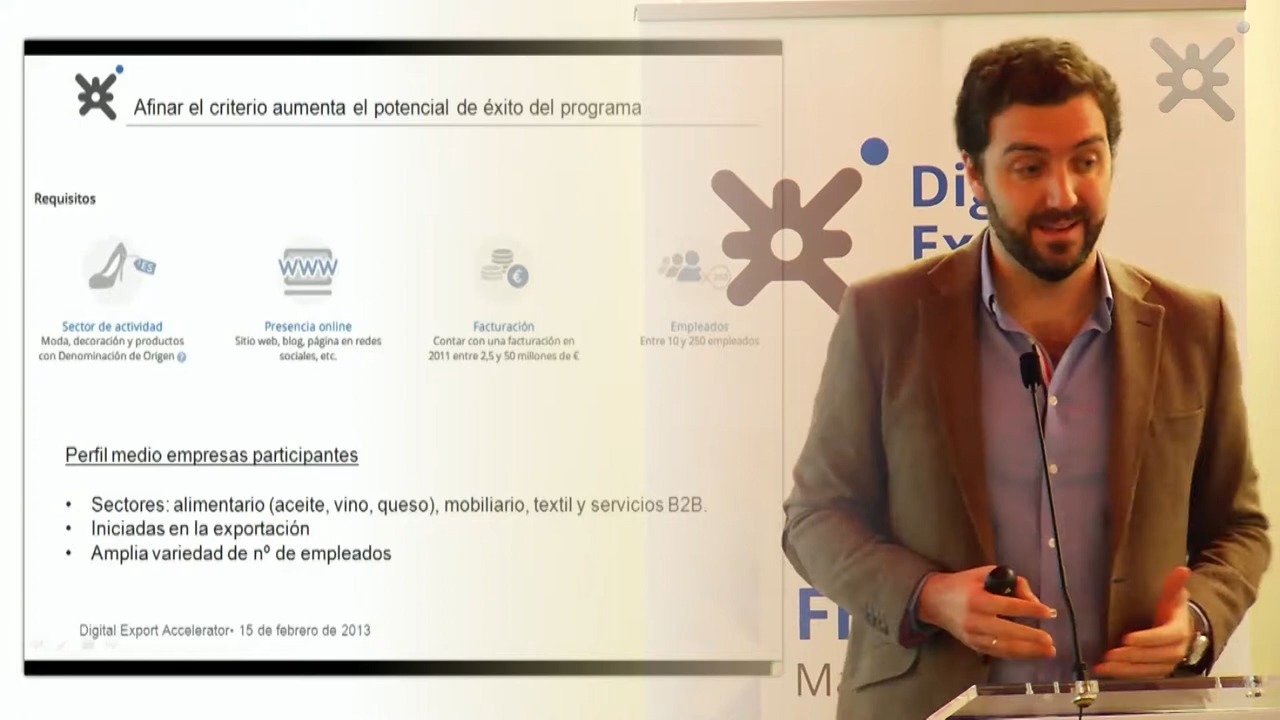 Afinar el criterio aumenta el potencial de éxito del programa
Requisitos
YES
WWW
€
Sector de actividad
Moda, decoración y productos
con Denominación de Origen ?
Presencia online
Sitio web, blog, página en redes
sociales, etc.
Facturación
Contar con una facturación en
2011 entre 2,5 y 50 millones de €
Empleados
Entre 10 y 250 empleados
Perfil medio empresas participantes
• Sectores: alimentario (aceite, vino, queso), mobiliario, textil y servicios B2B.
• Iniciadas en la exportación
• Amplia variedad de nº de empleados
Digital Export Accelerator• 15 de febrero de 2013
Dig
Ex